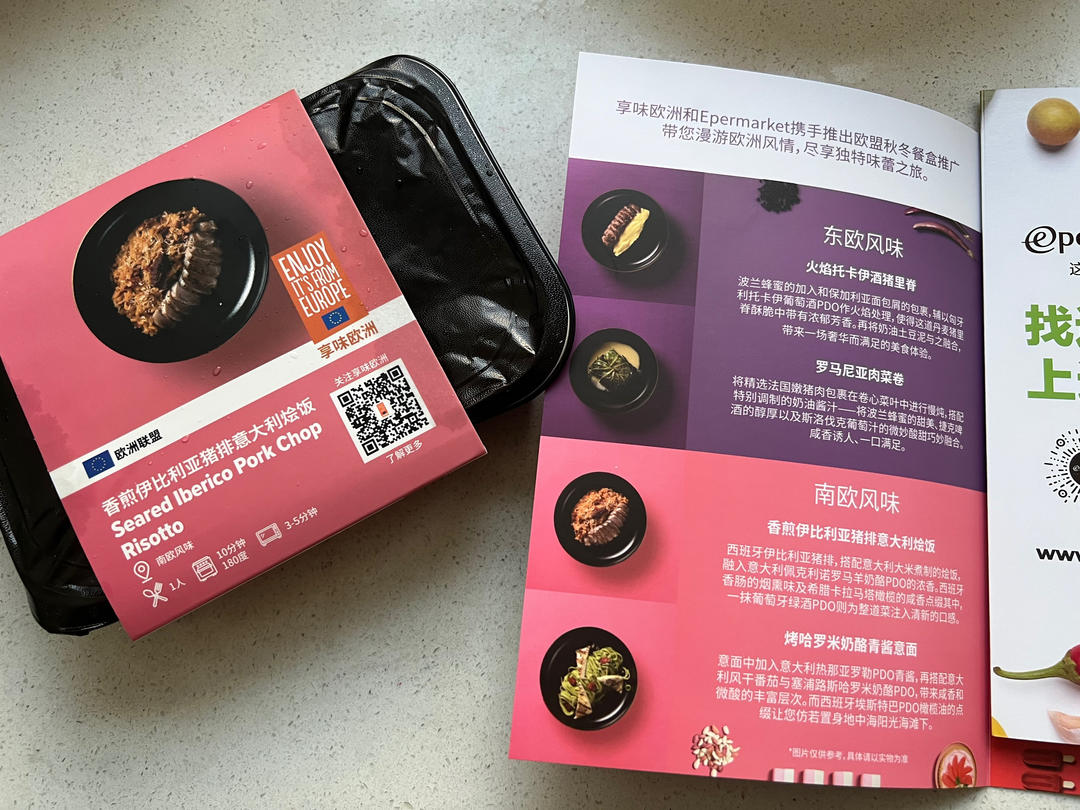 ENJOY
IT'S FROM
EUROPE
享味欧洲
关注享味欧洲
了解更多
欧洲联盟
香煎伊比利亚猪排意大利烩饭
Seared Iberico Pork Chop
Risotto
南欧风味
1人
10分钟
180度
3-5分钟
享味欧洲和Epermarket携手推出欧盟秋冬餐盒推广
带您漫游欧洲风情，尽享独特味蕾之旅。
东欧风味
火焰托卡伊酒猪里脊
波兰蜂蜜的加入和保加利亚面包屑的包裹，辅以匈牙
利托卡伊葡萄酒PDO作火焰处理，使得这道丹麦猪里
脊酥脆中带有浓郁芳香。再将奶油土豆泥与之融合，
带来一场奢华而满足的美食体验。
罗马尼亚肉菜卷
将精选法国嫩猪肉包裹在卷心菜叶中进行慢炖，搭配
特别调制的奶油酱汁——将波兰蜂蜜的甜美、捷克啤
酒的醇厚以及斯洛伐克葡萄汁的微妙酸甜巧妙融合。
咸香诱人、一口满足。
南欧风味
香煎伊比利亚猪排意大利烩饭
西班牙伊比利亚猪排，搭配意大利大米煮制的烩饭，
融入意大利佩克利诺罗马羊奶酪PDO的浓香。西班牙
香肠的烟熏味及希腊卡拉马塔橄榄的咸香点缀其中，
一抹葡萄牙绿酒PDO则为整道菜注入清新的口感。
烤哈罗米奶酪青酱意面
意面中加入意大利热那亚罗勒PDO青酱，再搭配意大
利风干番茄与塞浦路斯哈罗米奶酪PDO，带来咸香和
微酸的丰富层次。而西班牙埃斯特巴PDO橄榄油的点
缀让您仿若置身地中海阳光海滩下。
*图片仅供参考，具体请以实物为准
epe
这
找
上
www